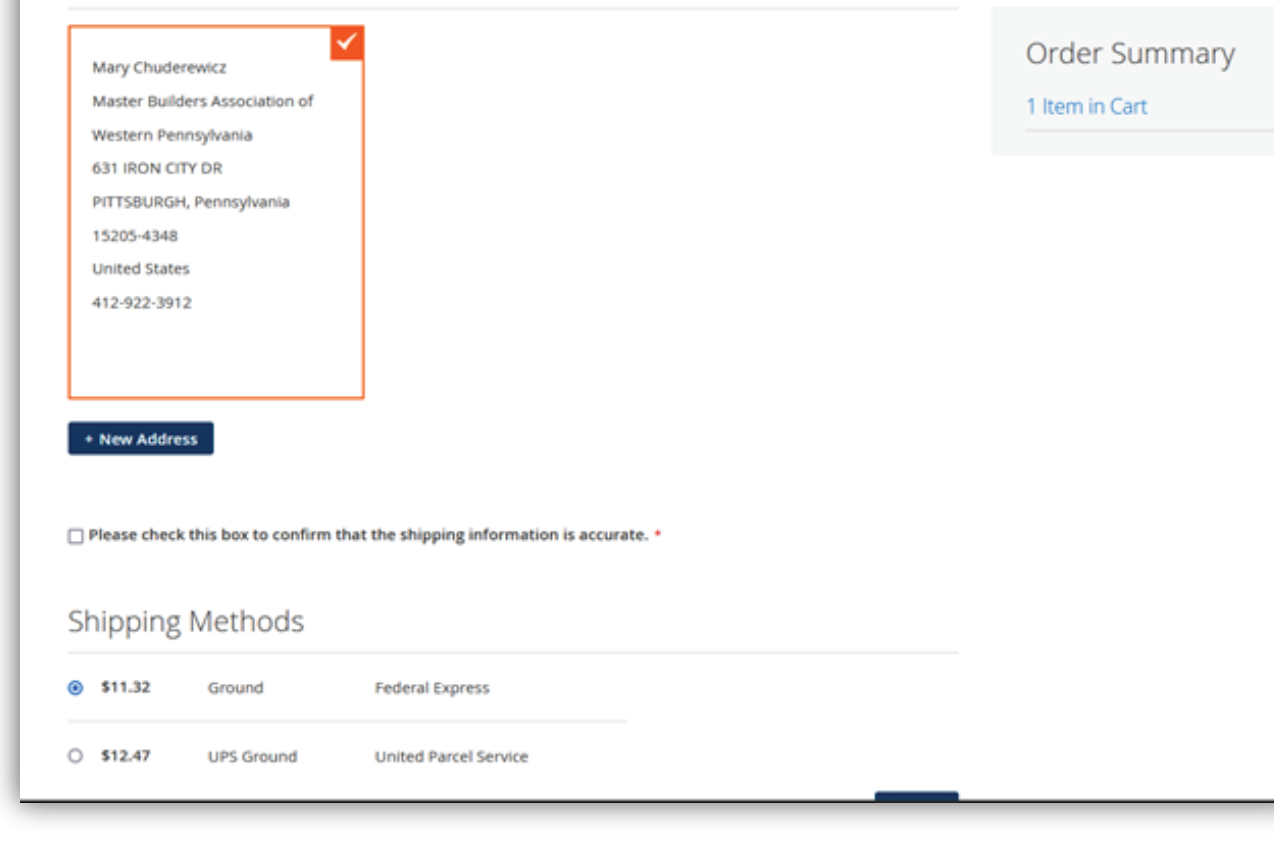 Mary Chuderewicz
Master Builders Association of
Western Pennsylvania
631 IRON CITY DR
PITTSBURGH, Pennsylvania
15205-4348
United States
412-922-3912
+ New Address
Please check this box to confirm that the shipping information is accurate. *
Shipping Methods
$11.32 Ground Federal Express
$12.47 UPS Ground United Parcel Service
Order Summary
1 Item in Cart